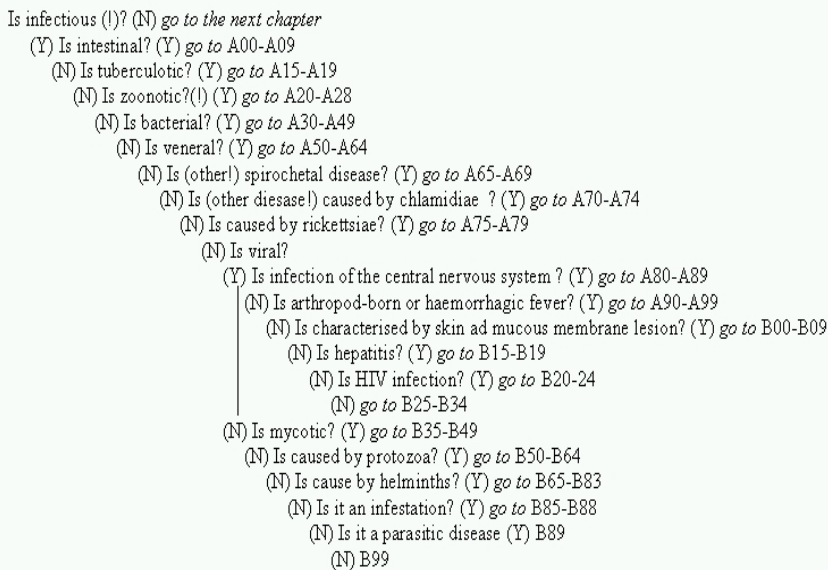 Is infectious (!)? (N) go to the next chapter
(Y) Is intestinal? (Y) go to A00-A09
(N) Is tuberculotic? (Y) go to A15-A19
(N) Is zoonotic?(!) (Y) go to A20-A28
(N) Is bacterial? (Y) go to A30-A49
(N) Is veneral? (Y) go to A50-A64
(N) Is (other!) spirochetal disease? (Y) go to A65-A69
(N) Is (other diesase!) caused by chlamidiae ? (Y) go to A70-A74
(N) Is caused by rickettsiae? (Y) go to A75-A79
(N) Is viral?
(Y) Is infection of the central nervous system ? (Y) go to A80-A89
(N) Is arthropod-born or haemorrhagic fever? (Y) go to A90-A99
(N) Is characterised by skin ad mucous membrane lesion? (Y) go to B00-B09
(N) Is hepatitis? (Y) go to B15-B19
(N) Is HIV infection? (Y) go to B20-24
(N) go to B25-B34
(N) Is mycotic? (Y) go to B35-B49
(N) Is caused by protozoa? (Y) go to B50-B64
(N) Is cause by helminths? (Y) go to B65-B83
(N) Is it an infestation? (Y) go to B85-B88
(N) Is it a parasitic disease (Y) B89
(N) B99